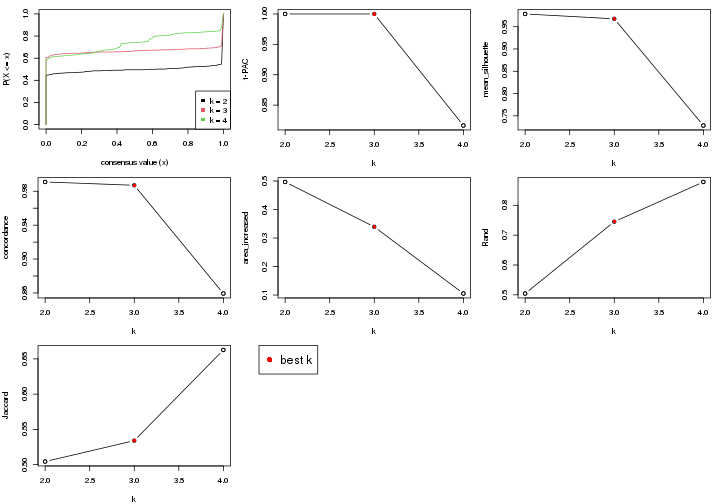 P(X <= x)
0.0 0.2 0.4 0.6 0.8 1.0
k = 2
k = 3
k = 4
0.0 0.2 0.4 0.6 0.8 1.0
consensus value (x)
1-PAC
0.85 0.90 0.95 1.00
2.0 2.5 3.0 3.5 4.0
k
mean_silhouette
0.75 0.80 0.85 0.90 0.95
2.0 2.5 3.0 3.5 4.0
k
concordance
0.86 0.90 0.94 0.98
2.0 2.5 3.0 3.5 4.0
k
area_increased
0.1 0.2 0.3 0.4 0.5
2.0 2.5 3.0 3.5 4.0
k
Rand
0.5 0.6 0.7 0.8
2.0 2.5 3.0 3.5 4.0
k
Jaccard
0.50 0.55 0.60 0.65
2.0 2.5 3.0 3.5 4.0
k
best k